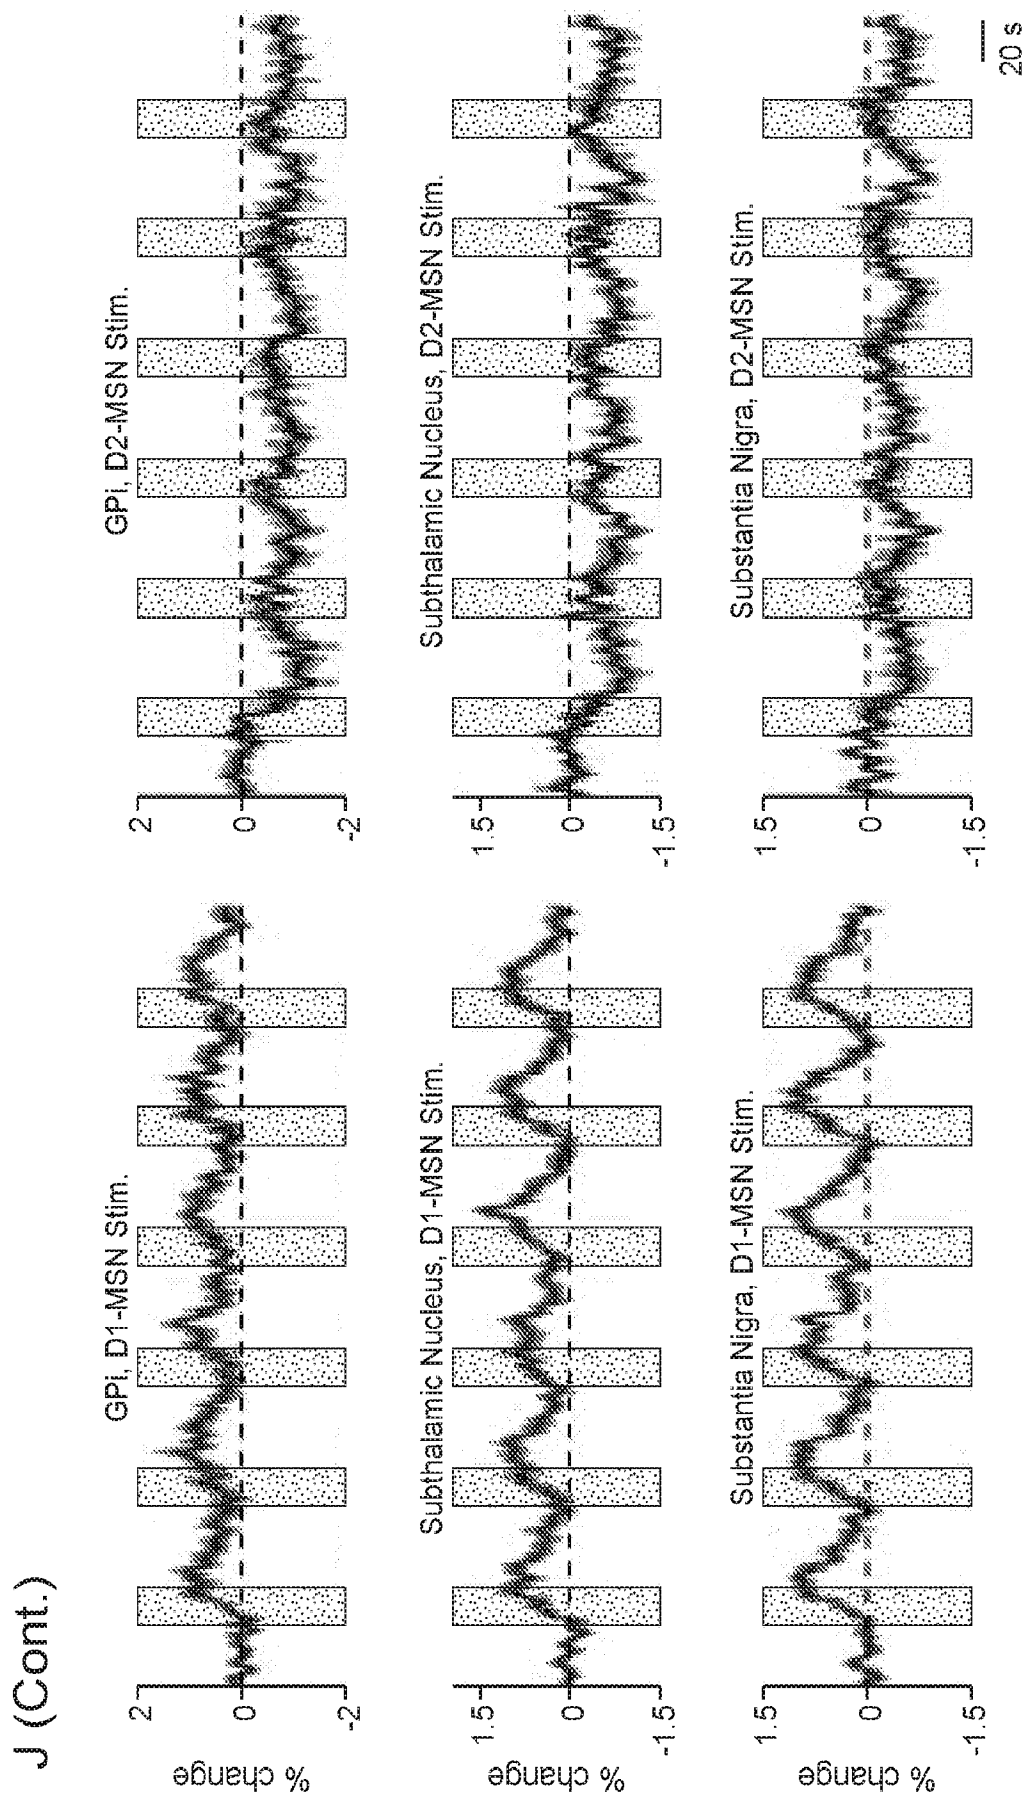 J (Cont.)
GPi, D1-MSN Stim.
GPi, D2-MSN Stim.
% change
2
0
-2
2
0
-2
Subthalamic Nucleus, D1-MSN Stim.
Subthalamic Nucleus, D2-MSN Stim.
% change
1.5
0
-1.5
1.5
0
-1.5
Substantia Nigra, D1-MSN Stim.
Substantia Nigra, D2-MSN Stim.
% change
1.5
0
-1.5
1.5
0
-1.5
20 s